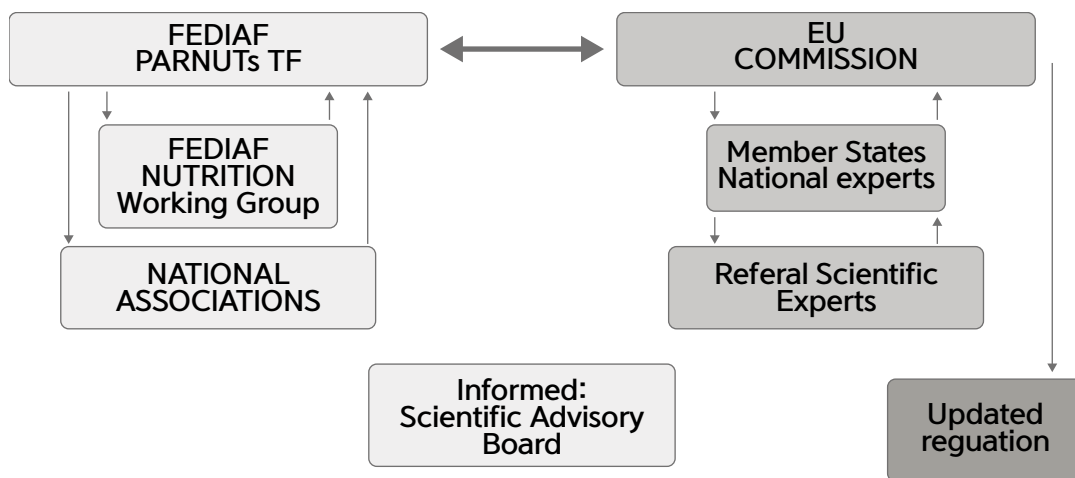 FEDIAF
PARNUTs TF
EU
COMMISSION
FEDIAF
NUTRITION
Working Group
Member States
National experts
NATIONAL
ASSOCIATIONS
Referal Scientific
Experts
Informed:
Scientific Advisory
Board
Updated
reguation